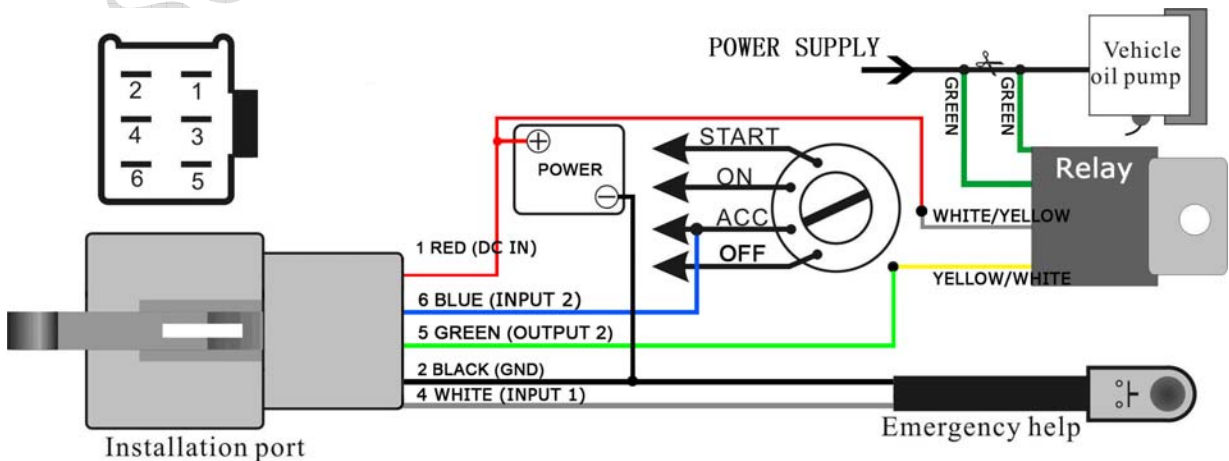 2 1
4 3
6 5
POWER SUPPLY
Vehicle
oil pump
GREEN
GREEN
Relay
WHITE/YELLOW
YELLOW/WHITE
START
ON
ACC
OFF
POWER
1 RED (DC IN)
6 BLUE (INPUT 2)
5 GREEN (OUTPUT 2)
2 BLACK (GND)
4 WHITE (INPUT 1)
Installation port
Emergency help